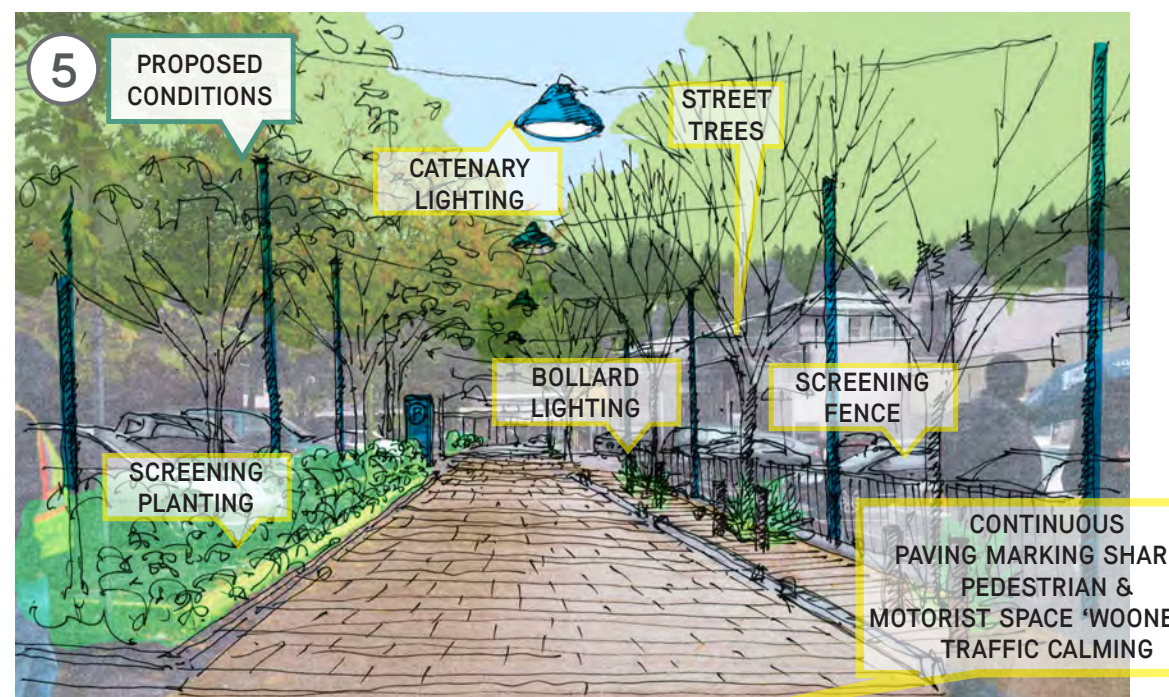 5
PROPOSED
CONDITIONS
CATENARY
LIGHTING
STREET
TREES
BOLLARD
LIGHTING
SCREENING
FENCE
P
SCREENING
PLANTING
CONTINUOUS
PAVING MARKING SHAR
PEDESTRIAN &
MOTORIST SPACE ‘WOONE
TRAFFIC CALMING